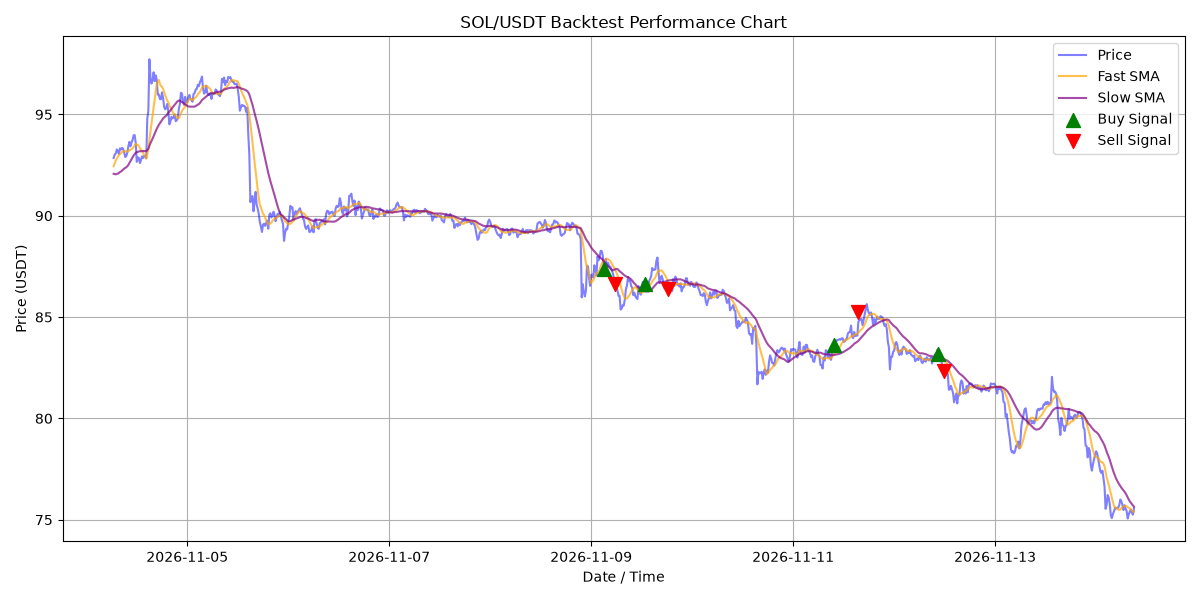 SOL/USDT Backtest Performance Chart
Price
Fast SMA
Slow SMA
Buy Signal
Sell Signal
Price (USDT)
95
90
85
80
75
2026-11-05
2026-11-07
2026-11-09
2026-11-11
2026-11-13
Date / Time